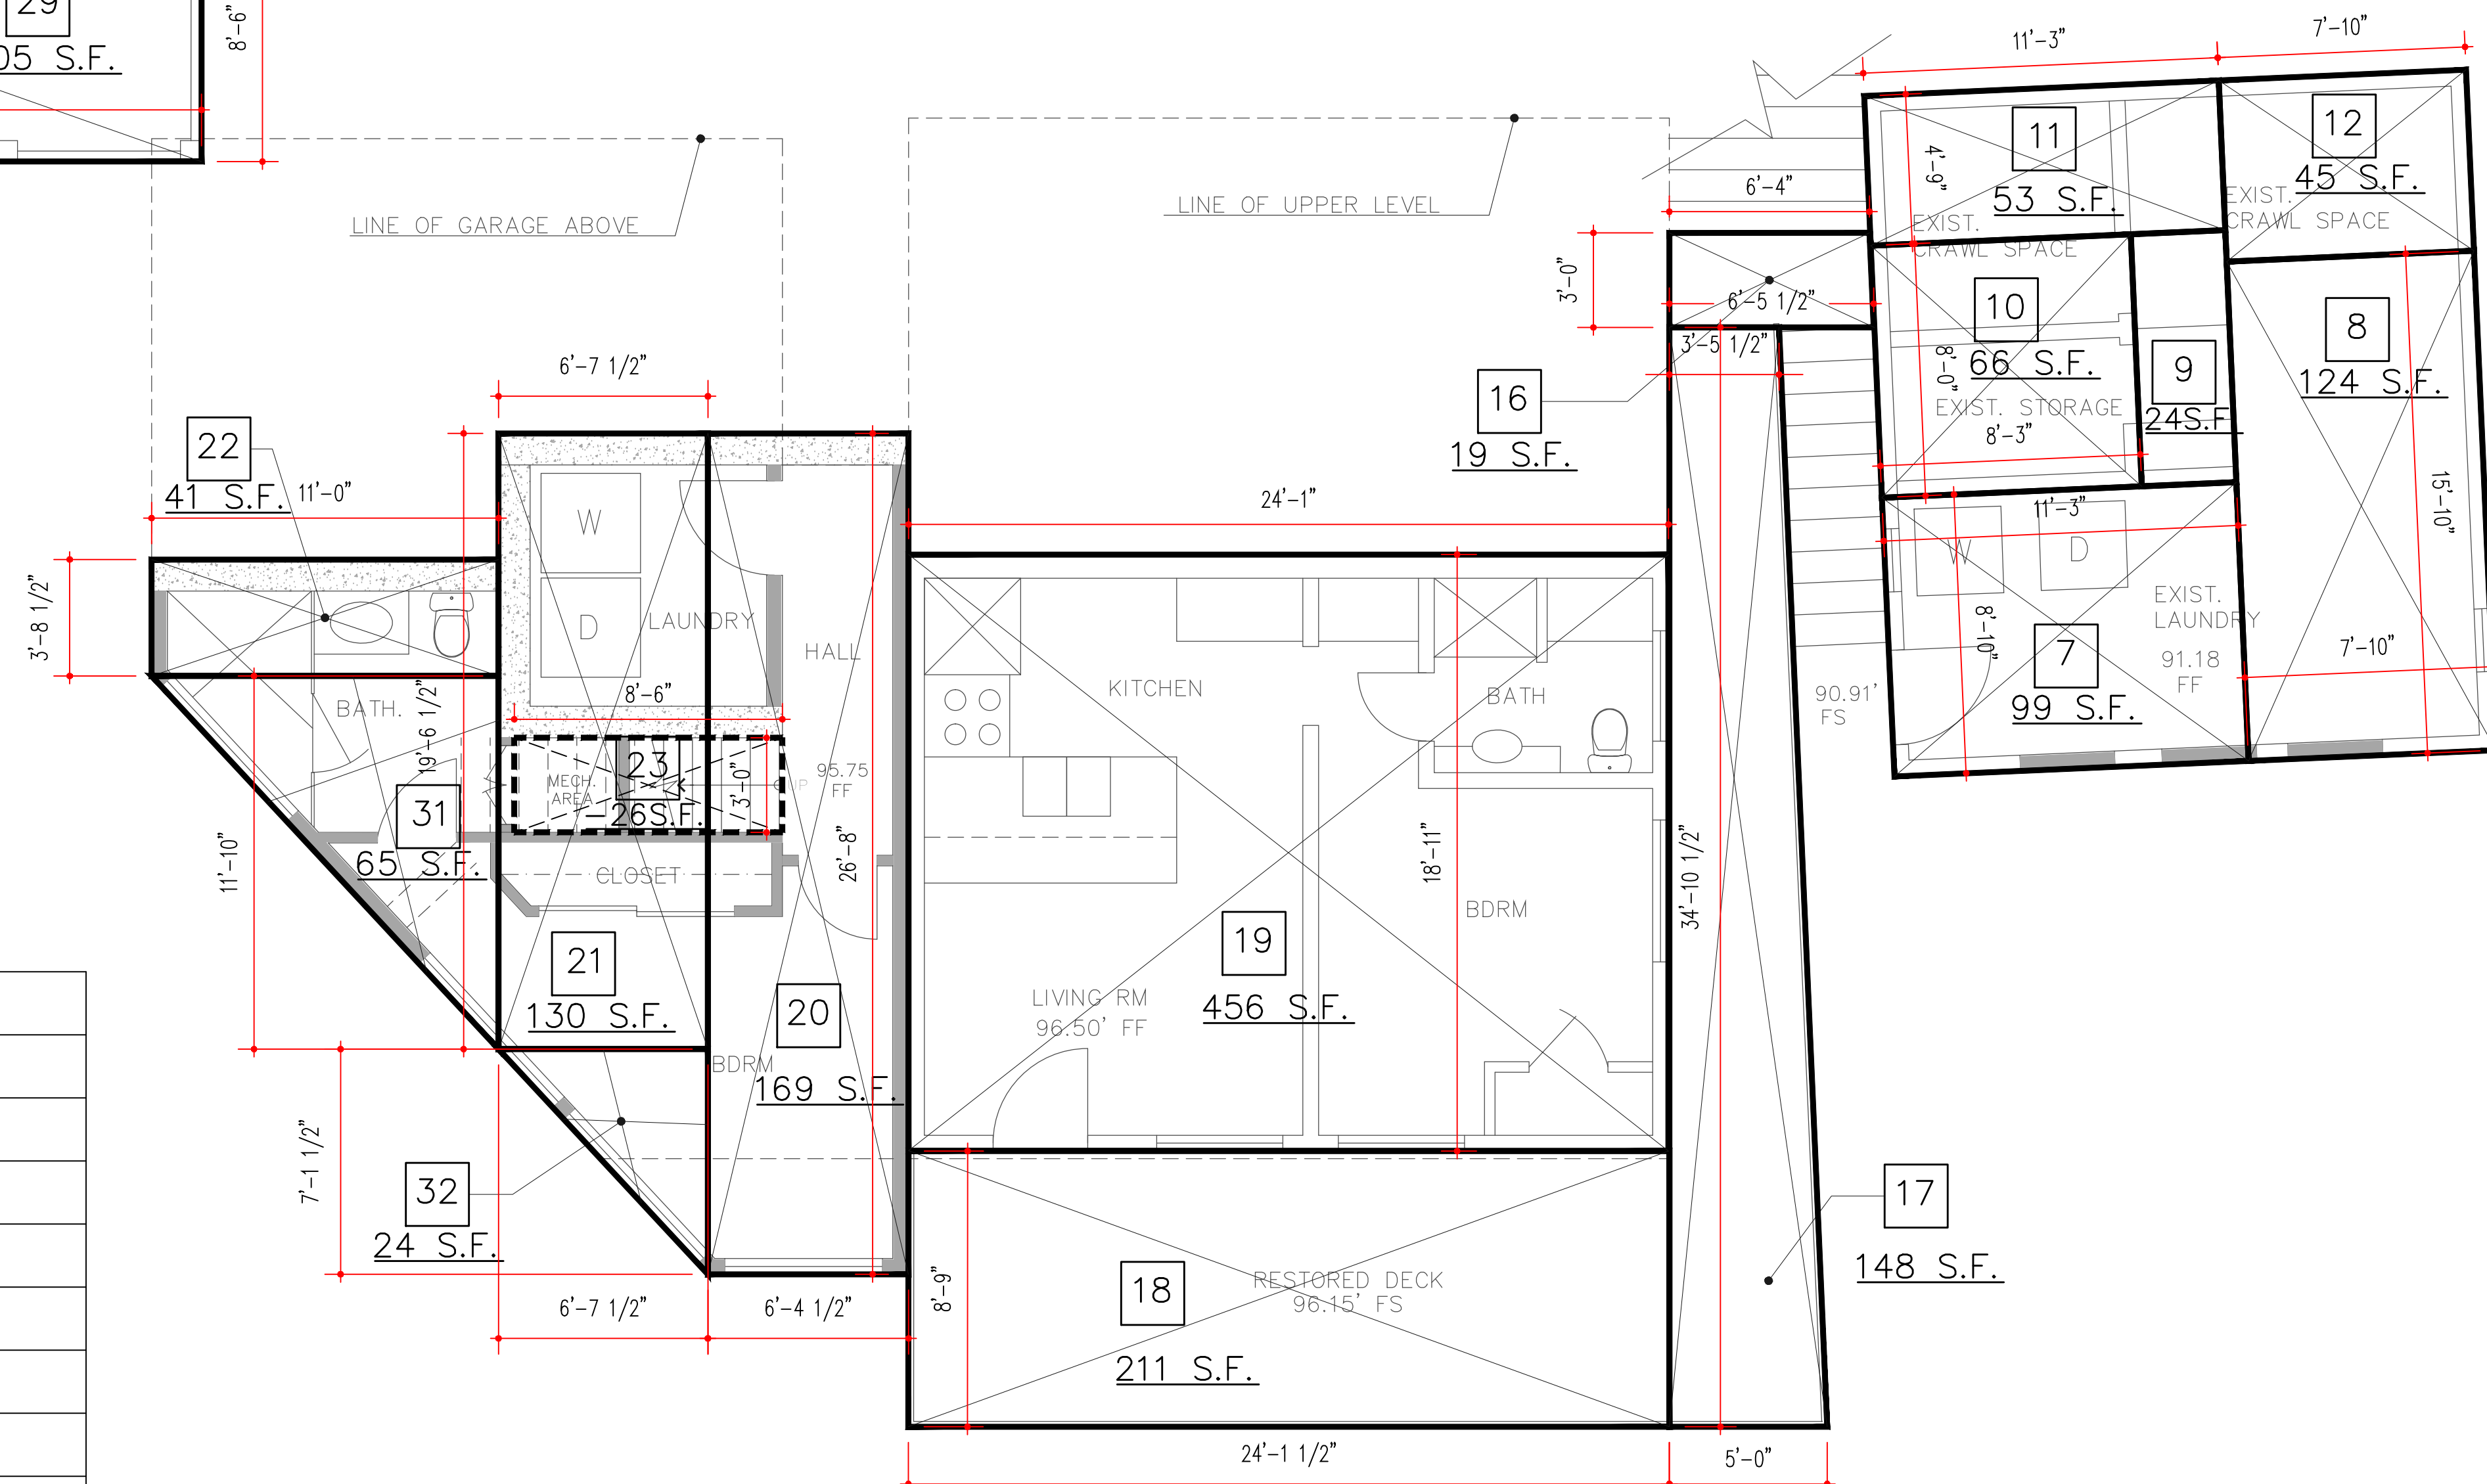 29
05 S.F.
8'-6"
11'-3"
7'-10"
LINE OF GARAGE ABOVE
LINE OF UPPER LEVEL
6'-4"
3'-0"
6'-5 1/2"
3'-5 1/2"
11
53 S.F.
4'-9"
EXIST.
CRAWL SPACE
12
45 S.F.
EXIST.
CRAWL SPACE
10
66 S.F.
8'-0"
EXIST. STORAGE
8'-3"
9
24S.F
8
124 S.F.
15'-10"
16
19 S.F.
6'-7 1/2"
22
41 S.F.
11'-0"
24'-1"
3'-8 1/2"
W
D
LAUNDRY
HALL
8'-6"
BATH.
19'-6 1/2"
MECH.
AREA
23
-26S.F.
3'-0"
95.75
FF
26'-8"
31
65 S.F.
11'-10"
CLOSET
KITCHEN
BATH
18'-11"
BDRM
34'-10 1/2"
90.91'
FS
11'-3"
W
D
EXIST.
LAUNDRY
91.18
FF
8'-10"
7
99 S.F.
7'-10"
21
130 S.F.
20
169 S.F.
BDRM
LIVING RM
96.50' FF
19
456 S.F.
7'-1 1/2"
32
24 S.F.
17
148 S.F.
6'-7 1/2"
6'-4 1/2"
8'-9"
18
211 S.F.
RESTORED DECK
96.15' FS
24'-1 1/2"
5'-0"